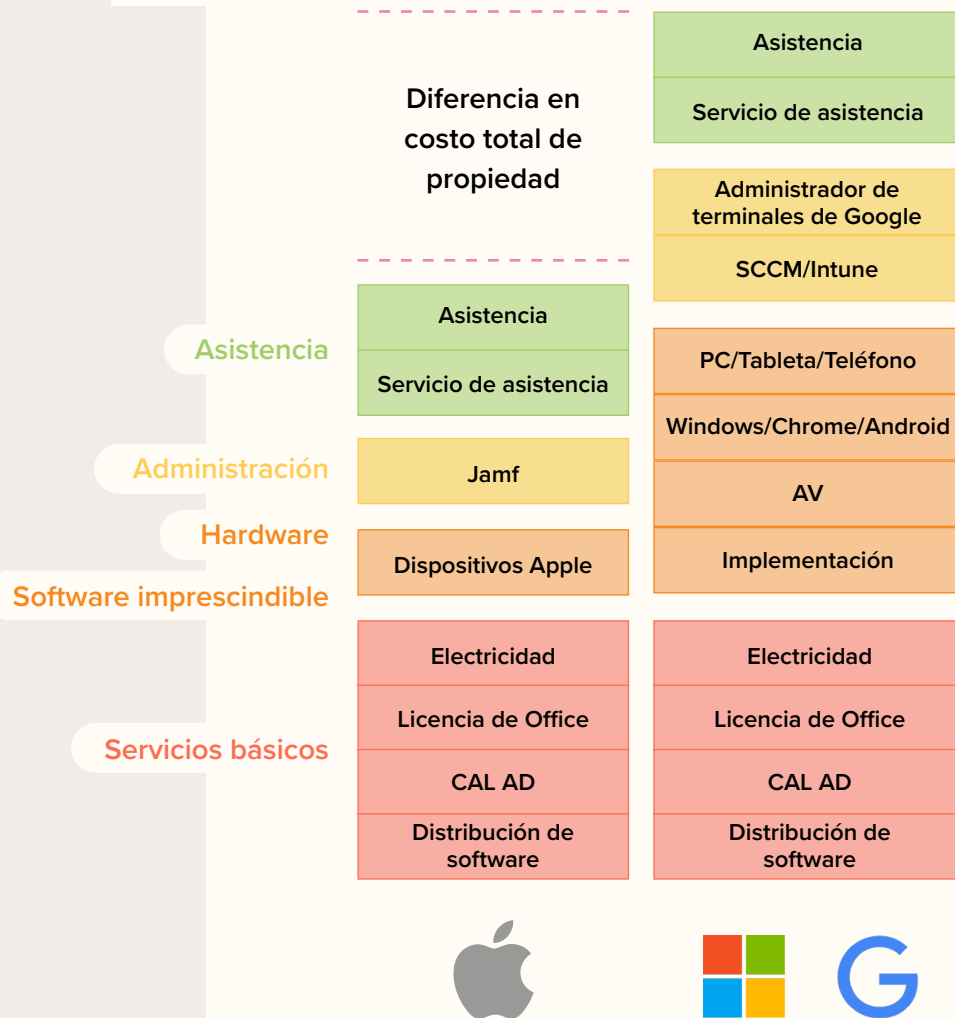 Diferencia en
costo total de
propiedad
Asistencia
Servicio de asistencia
Administrador de
terminales de Google
SCCM/Intune
PC/Tableta/Teléfono
Windows/Chrome/Android
AV
Implementación
Asistencia
Asistencia
Servicio de asistencia
Administración
Jamf
Hardware
Software imprescindible
Dispositivos Apple
Servicios básicos
Electricidad
Licencia de Office
CAL AD
Distribución de
software
Electricidad
Licencia de Office
CAL AD
Distribución de
software